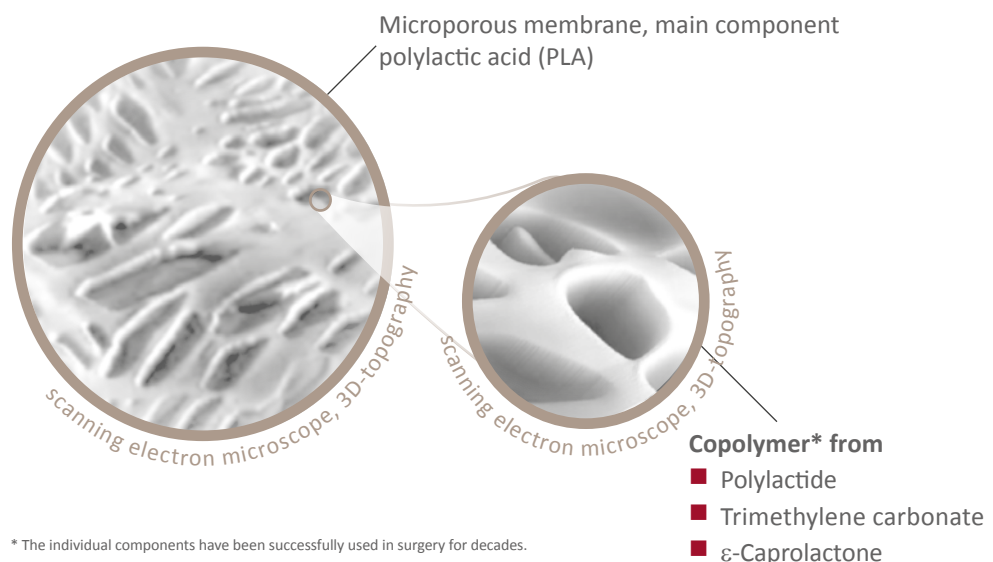 Microporous membrane, main component
polylactic acid (PLA)
scanning electron microscope, 3D-topography
scanning electron microscope, 3D-topography
Copolymer* from
■ Polylactide
■ Trimethylene carbonate
■ ε-Caprolactone
* The individual components have been successfully used in surgery for decades.